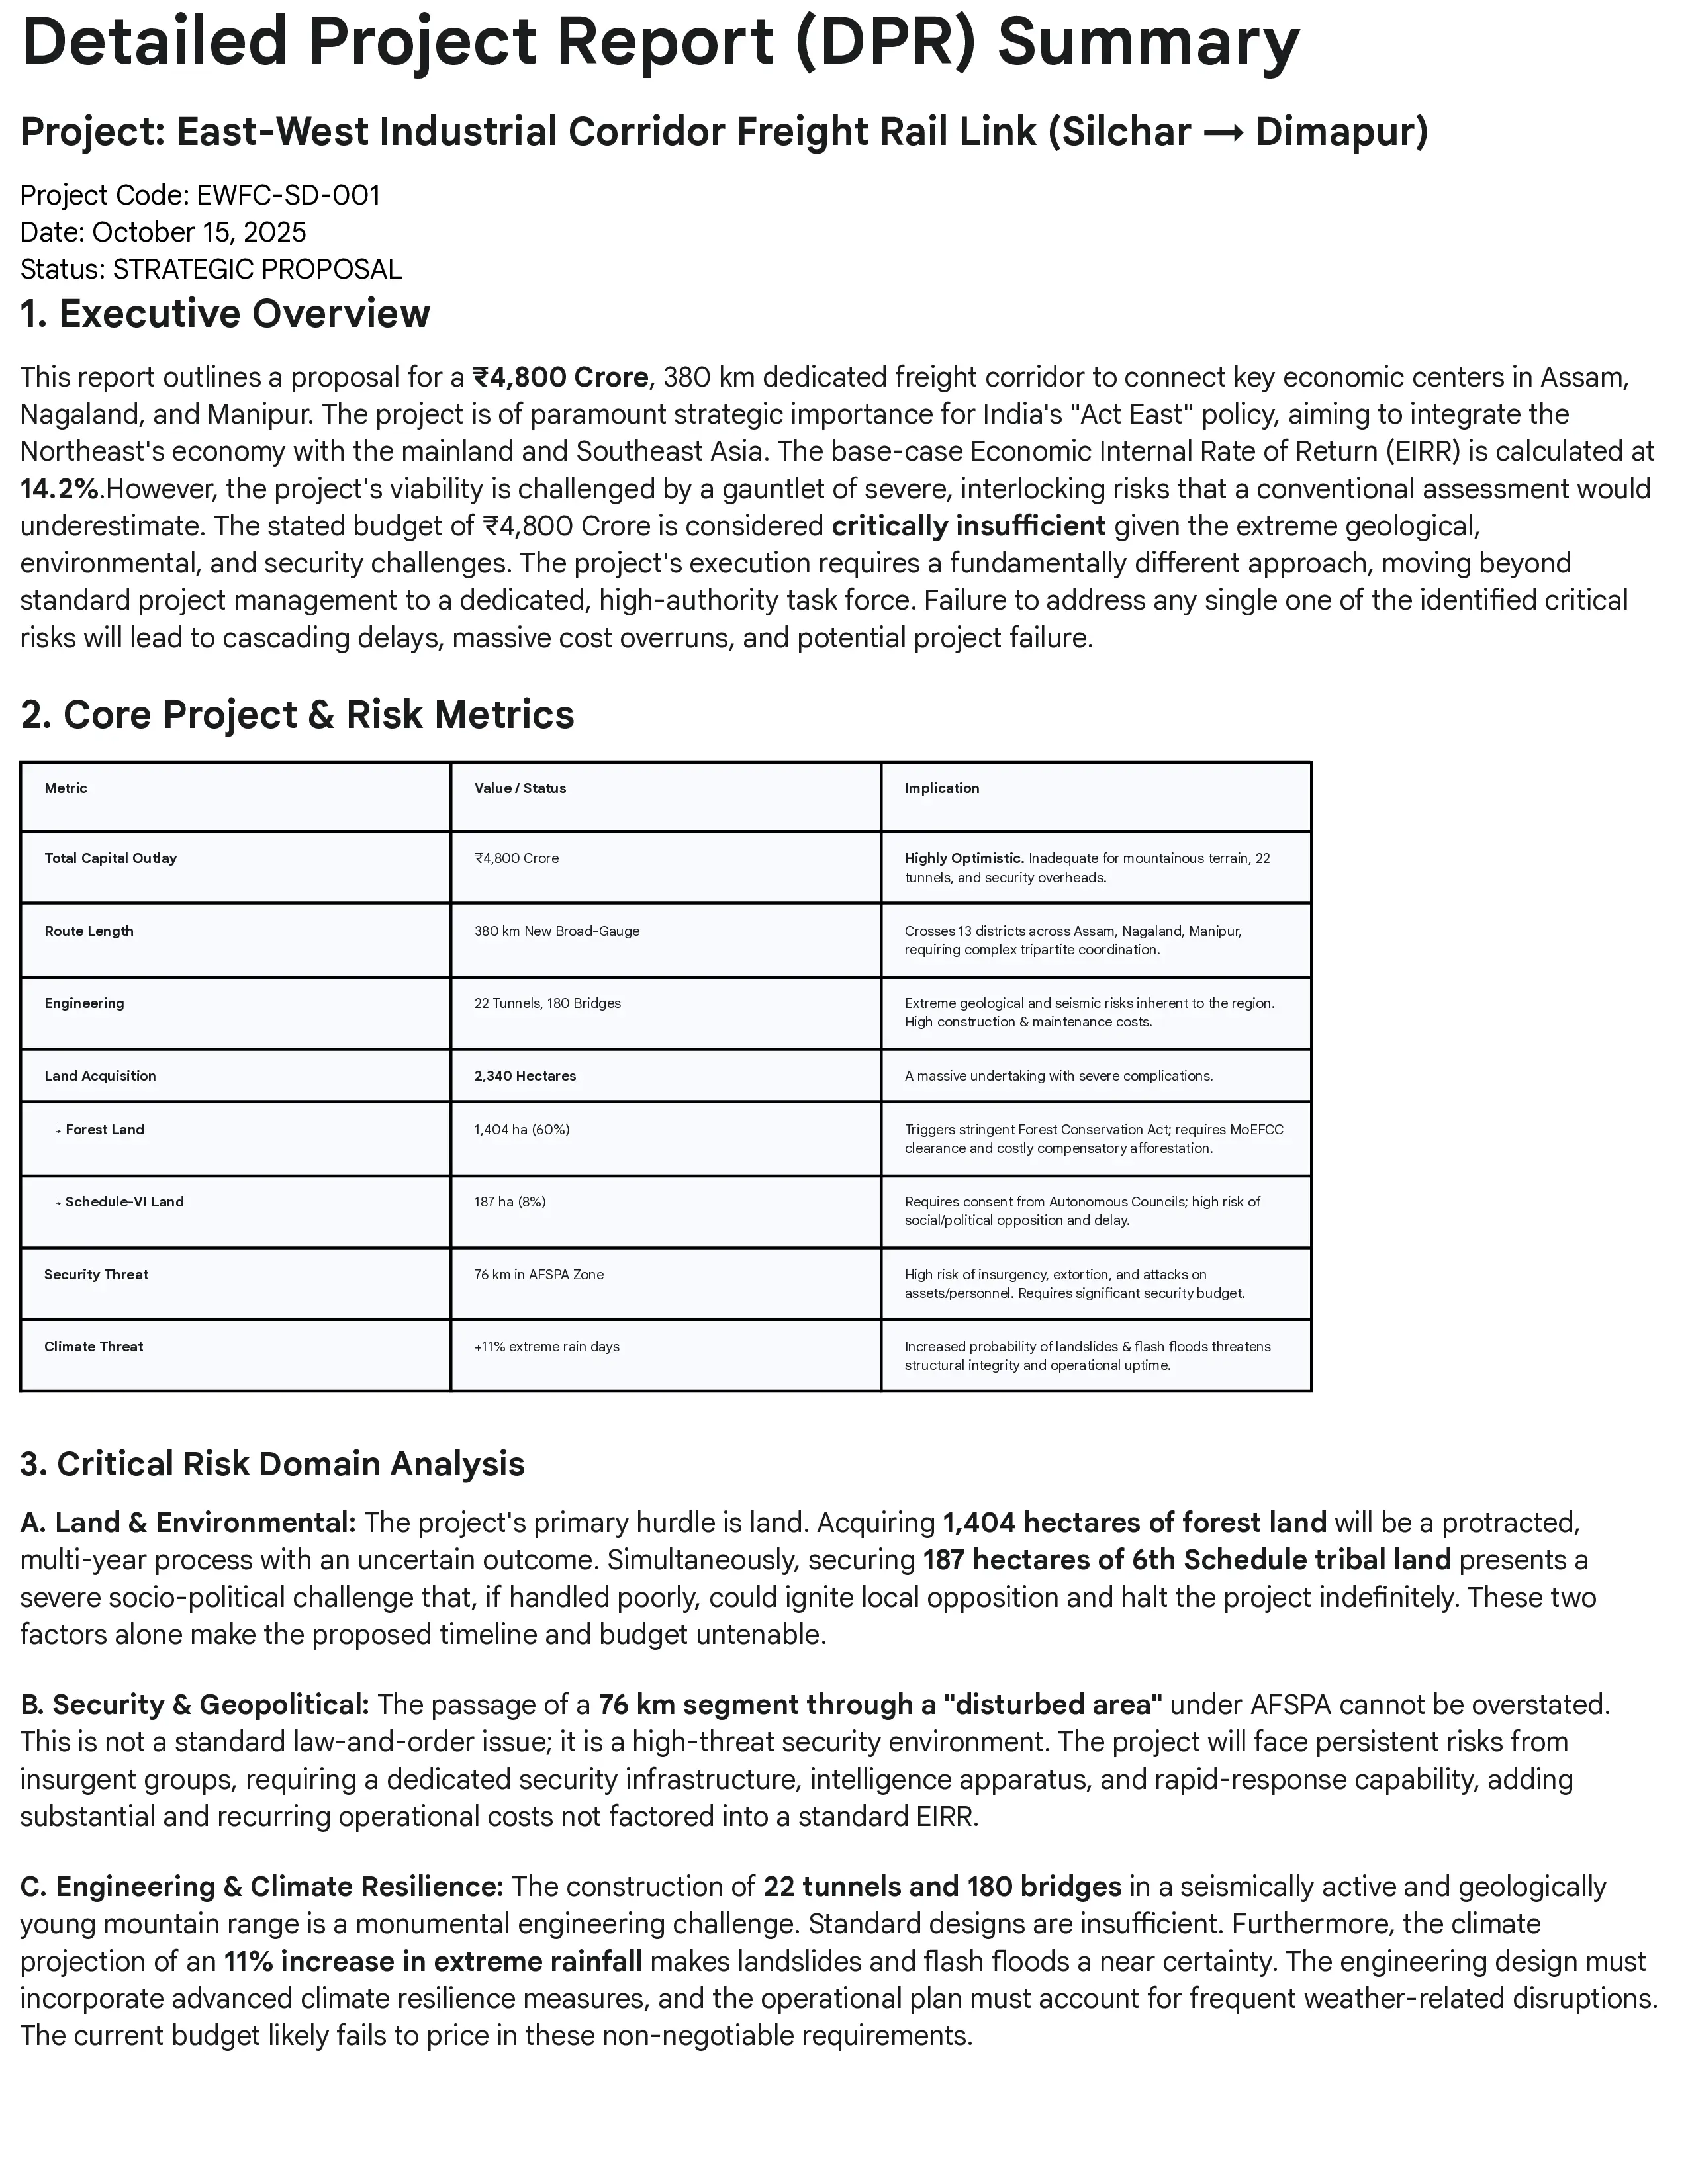 Detailed Project Report (DPR) Summary
Project: East-West Industrial Corridor Freight Rail Link (Silchar → Dimapur)
Project Code: EWFC-SD-001
Date: October 15, 2025
Status: STRATEGIC PROPOSAL
1. Executive Overview
This report outlines a proposal for a ₹4,800 Crore, 380 km dedicated freight corridor to connect key economic centers in Assam,
Nagaland, and Manipur. The project is of paramount strategic importance for India's "Act East" policy, aiming to integrate the
Northeast's economy with the mainland and Southeast Asia. The base-case Economic Internal Rate of Return (EIRR) is calculated at
14.2%.However, the project's viability is challenged by a gauntlet of severe, interlocking risks that a conventional assessment would
underestimate. The stated budget of ₹4,800 Crore is considered critically insufficient given the extreme geological,
environmental, and security challenges. The project's execution requires a fundamentally different approach, moving beyond
standard project management to a dedicated, high-authority task force. Failure to address any single one of the identified critical
risks will lead to cascading delays, massive cost overruns, and potential project failure.
2. Core Project & Risk Metrics
Metric Value / Status Implication
Total Capital Outlay ₹4,800 Crore Highly Optimistic. Inadequate for mountainous terrain, 22
tunnels, and security overheads.
Route Length 380 km New Broad-Gauge Crosses 13 districts across Assam, Nagaland, Manipur,
requiring complex tripartite coordination.
Engineering 22 Tunnels, 180 Bridges Extreme geological and seismic risks inherent to the region.
High construction & maintenance costs.
Land Acquisition 2,340 Hectares A massive undertaking with severe complications.
↳ Forest Land 1,404 ha (60%) Triggers stringent Forest Conservation Act; requires MoEFCC
clearance and costly compensatory afforestation.
↳ Schedule-VI Land 187 ha (8%) Requires consent from Autonomous Councils; high risk of
social/political opposition and delay.
Security Threat 76 km in AFSPA Zone High risk of insurgency, extortion, and attacks on
assets/personnel. Requires significant security budget.
Climate Threat +11% extreme rain days Increased probability of landslides & flash floods threatens
structural integrity and operational uptime.
3. Critical Risk Domain Analysis
A. Land & Environmental: The project's primary hurdle is land. Acquiring 1,404 hectares of forest land will be a protracted,
multi-year process with an uncertain outcome. Simultaneously, securing 187 hectares of 6th Schedule tribal land presents a
severe socio-political challenge that, if handled poorly, could ignite local opposition and halt the project indefinitely. These two
factors alone make the proposed timeline and budget untenable.
B. Security & Geopolitical: The passage of a 76 km segment through a "disturbed area" under AFSPA cannot be overstated.
This is not a standard law-and-order issue; it is a high-threat security environment. The project will face persistent risks from
insurgent groups, requiring a dedicated security infrastructure, intelligence apparatus, and rapid-response capability, adding
substantial and recurring operational costs not factored into a standard EIRR.
C. Engineering & Climate Resilience: The construction of 22 tunnels and 180 bridges in a seismically active and geologically
young mountain range is a monumental engineering challenge. Standard designs are insufficient. Furthermore, the climate
projection of an 11% increase in extreme rainfall makes landslides and flash floods a near certainty. The engineering design must
incorporate advanced climate resilience measures, and the operational plan must account for frequent weather-related disruptions.
The current budget likely fails to price in these non-negotiable requirements.